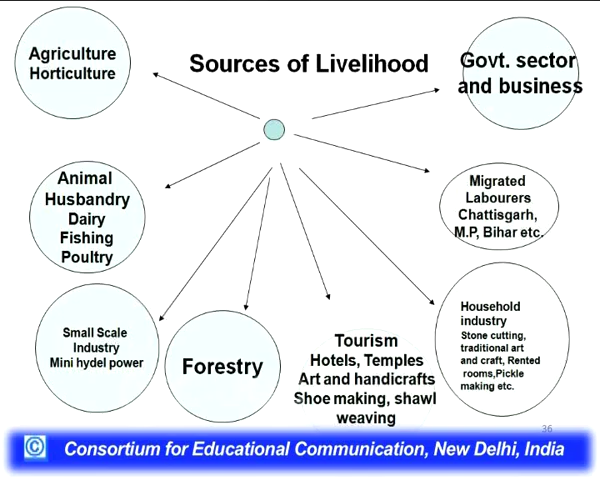 Sources of Livelihood
Agriculture
Horticulture
Govt. sector
and business
Animal
Husbandry
Dairy
Fishing
Poultry
Migrated
Labourers
Chattisgarh,
M.P, Bihar etc.
Small Scale
Industry
Mini hydel power
Forestry
Tourism
Hotels, Temples
Art and handicrafts
Shoe making, shawl
weaving
Household
industry
Stone cutting,
traditional art
and craft, Rented
rooms,Pickle
making etc.
36
© Consortium for Educational Communication, New Delhi, India